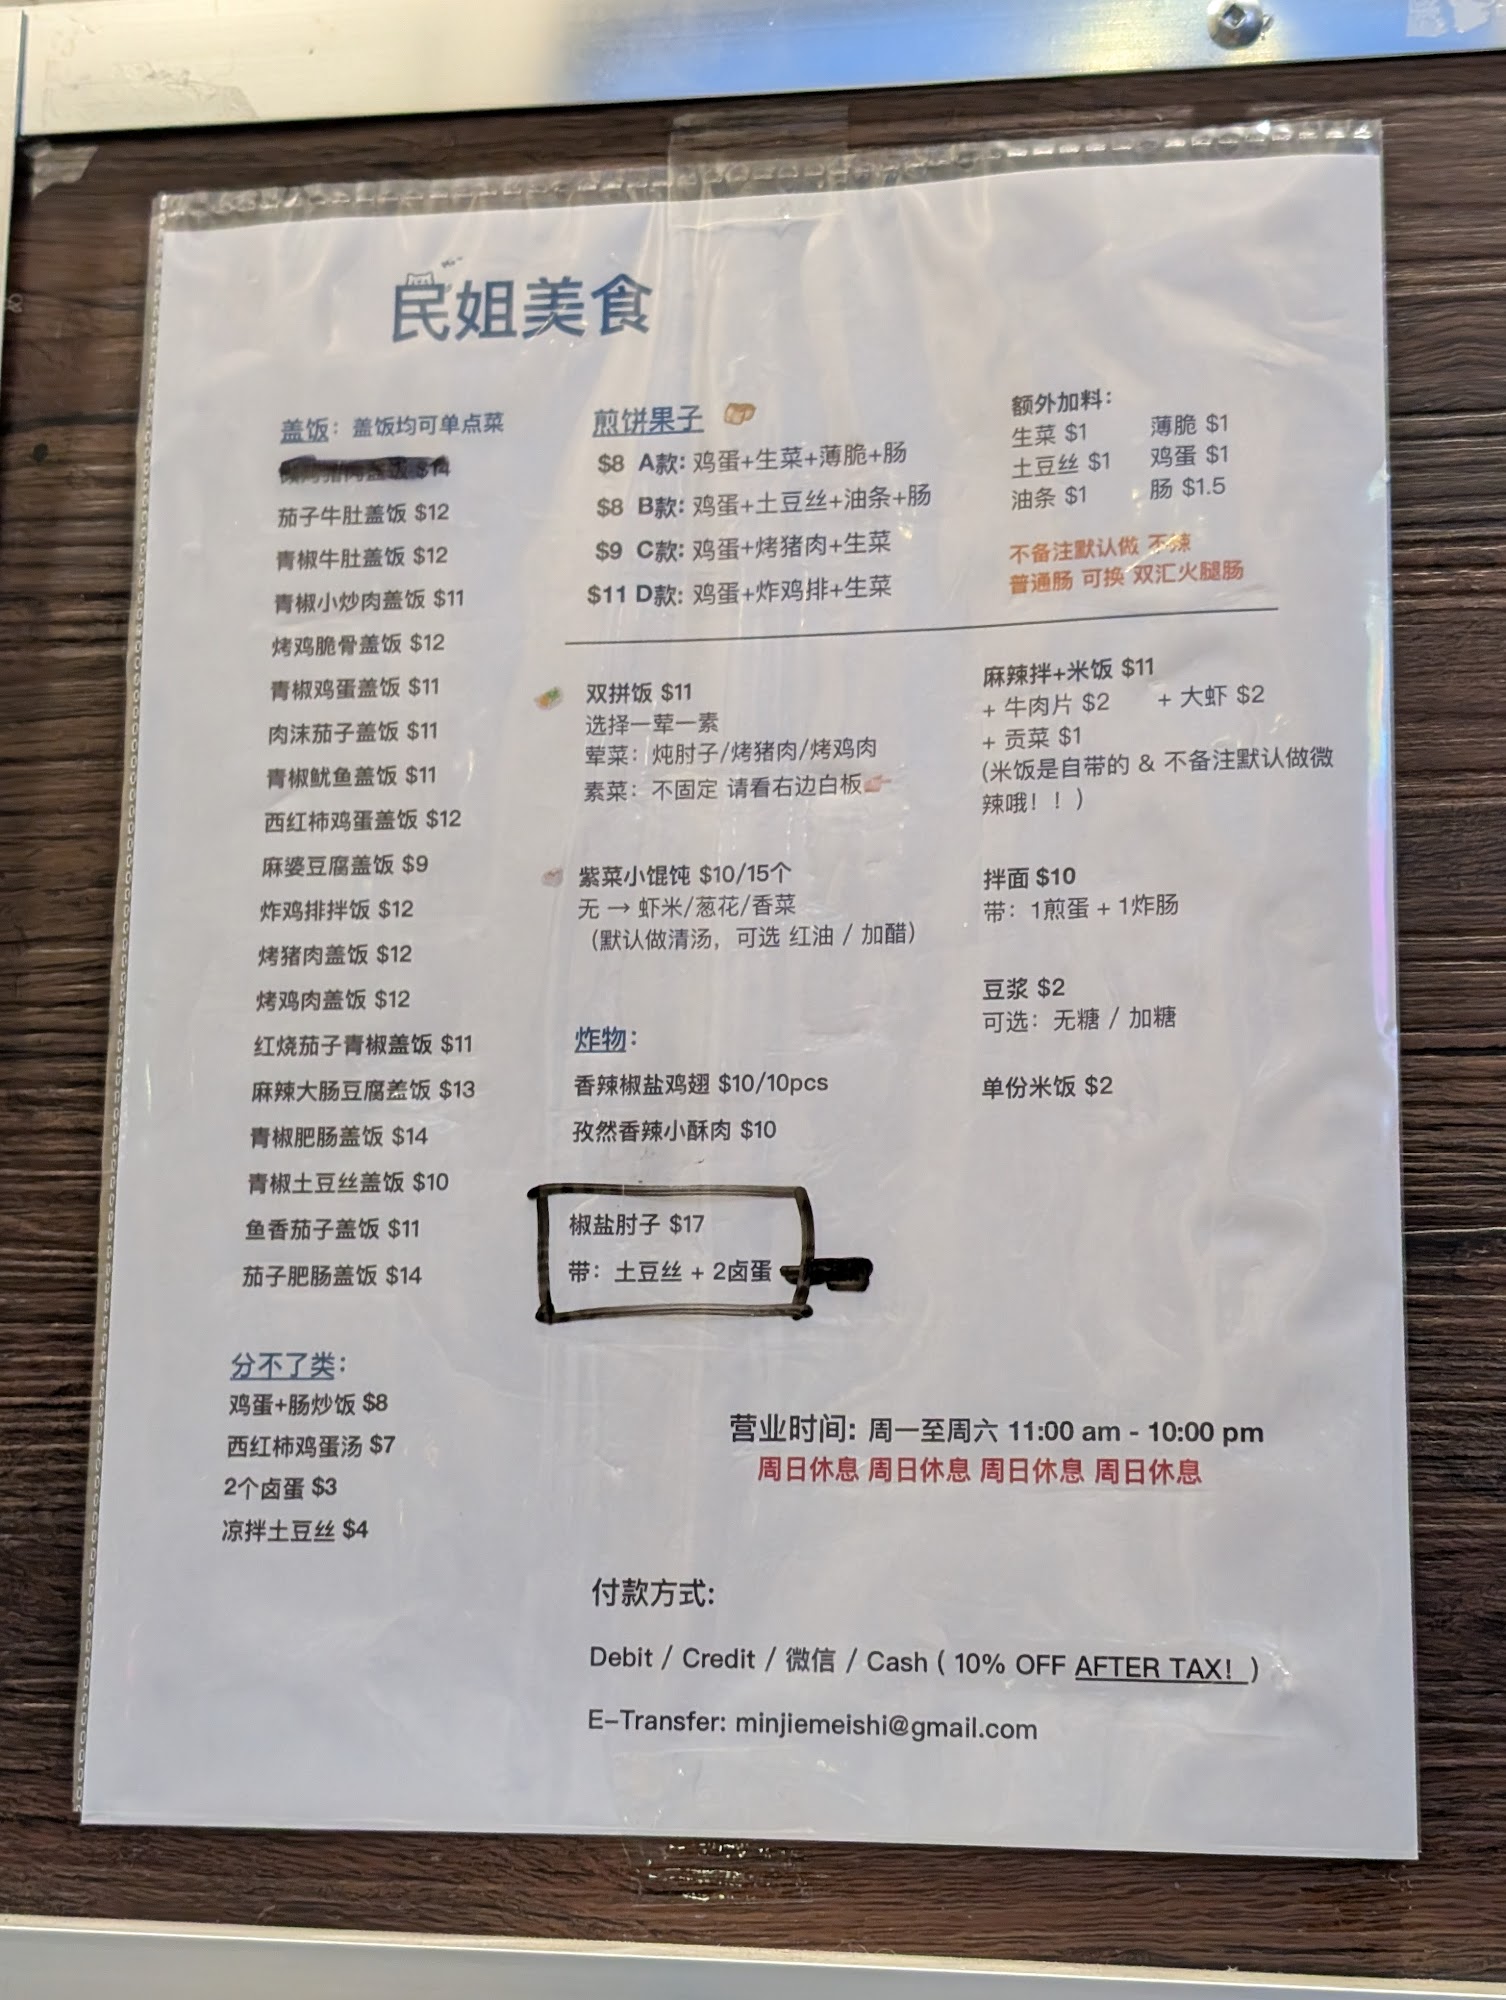 民姐美食
盖饭：盖饭均可单点菜
盖饭 $14
茄子牛肚盖饭 $12
青椒牛肚盖饭 $12
青椒小炒肉盖饭 $11
烤鸡脆骨盖饭 $12
青椒鸡蛋盖饭 $11
肉沫茄子盖饭 $11
青椒鱿鱼盖饭 $11
西红柿鸡蛋盖饭 $12
麻婆豆腐盖饭 $9
炸鸡排拌饭 $12
烤猪肉盖饭 $12
烤鸡肉盖饭 $12
红烧茄子青椒盖饭 $11
麻辣大肠豆腐盖饭 $13
青椒肥肠盖饭 $14
青椒土豆丝盖饭 $10
鱼香茄子盖饭 $11
茄子肥肠盖饭 $14
分不了类：
鸡蛋+肠炒饭 $8
西红柿鸡蛋汤 $7
2个卤蛋 $3
凉拌土豆丝 $4
煎饼果子
$8 A款: 鸡蛋+生菜+薄脆+肠
$8 B款: 鸡蛋+土豆丝+油条+肠
$9 C款: 鸡蛋+烤猪肉+生菜
$11 D款: 鸡蛋+炸鸡排+生菜
额外加料：
生菜 $1 薄脆 $1
土豆丝 $1 鸡蛋 $1
油条 $1 肠 $1.5
不备注默认做 不辣
普通肠 可换 双汇火腿肠
双拼饭 $11
选择一荤一素
荤菜：炖肘子/烤猪肉/烤鸡肉
素菜：不固定 请看右边白板
紫菜小馄饨 $10/15个
无 → 虾米/葱花/香菜
（默认做清汤，可选 红油 / 加醋）
炸物：
香辣椒盐鸡翅 $10/10pcs
孜然香辣小酥肉 $10
椒盐肘子 $17
带：土豆丝 + 2卤蛋
麻辣拌+米饭 $11
+ 牛肉片 $2 + 大虾 $2
+ 贡菜 $1
(米饭是自带的 & 不备注默认做微
辣哦！！)
拌面 $10
带：1煎蛋 + 1炸肠
豆浆 $2
可选：无糖 / 加糖
单份米饭 $2
营业时间: 周一至周六 11:00 am - 10:00 pm
周日休息 周日休息 周日休息 周日休息
付款方式:
Debit / Credit / 微信 / Cash ( 10% OFF AFTER TAX! )
E-Transfer: minjiemeishi@gmail.com